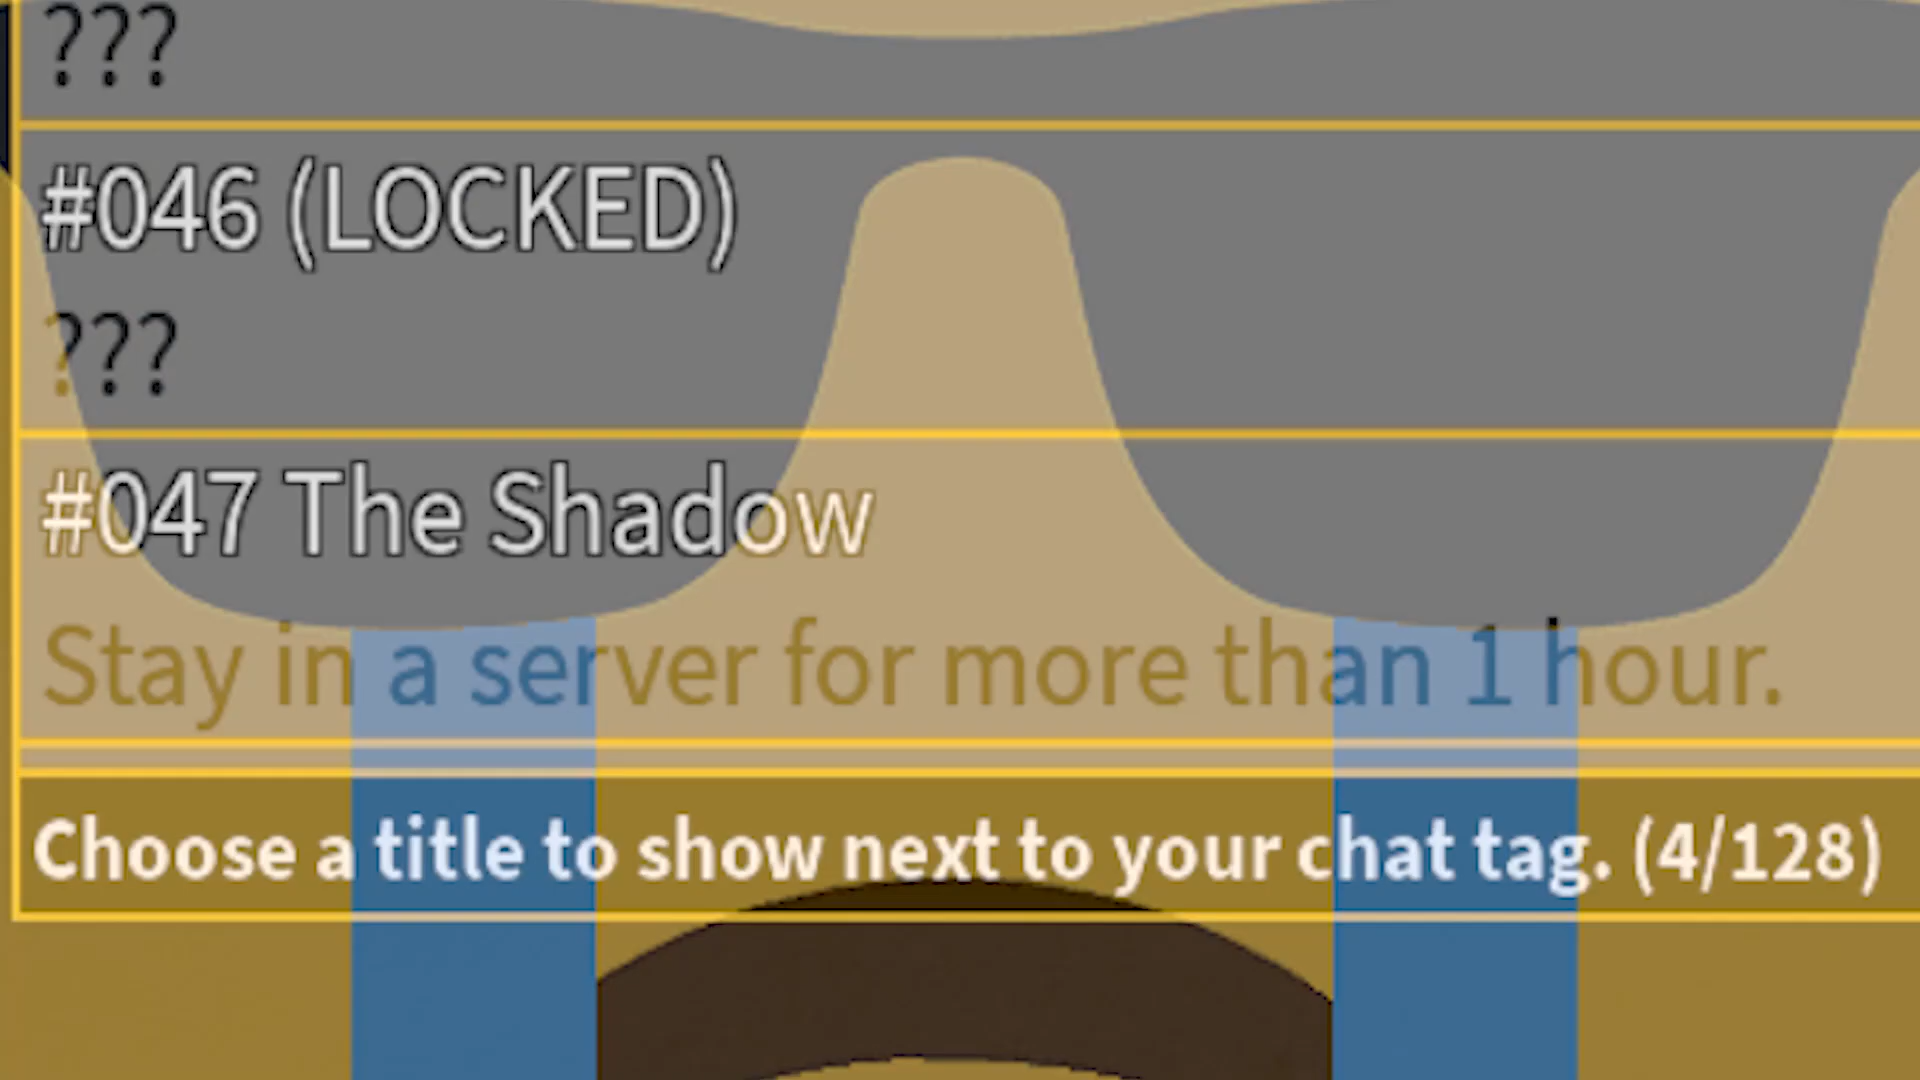 ???
#046 (LOCKED)
???
#047 The Shadow
Stay in a server for more than 1 hour.
Choose a title to show next to your chat tag. (4/128)